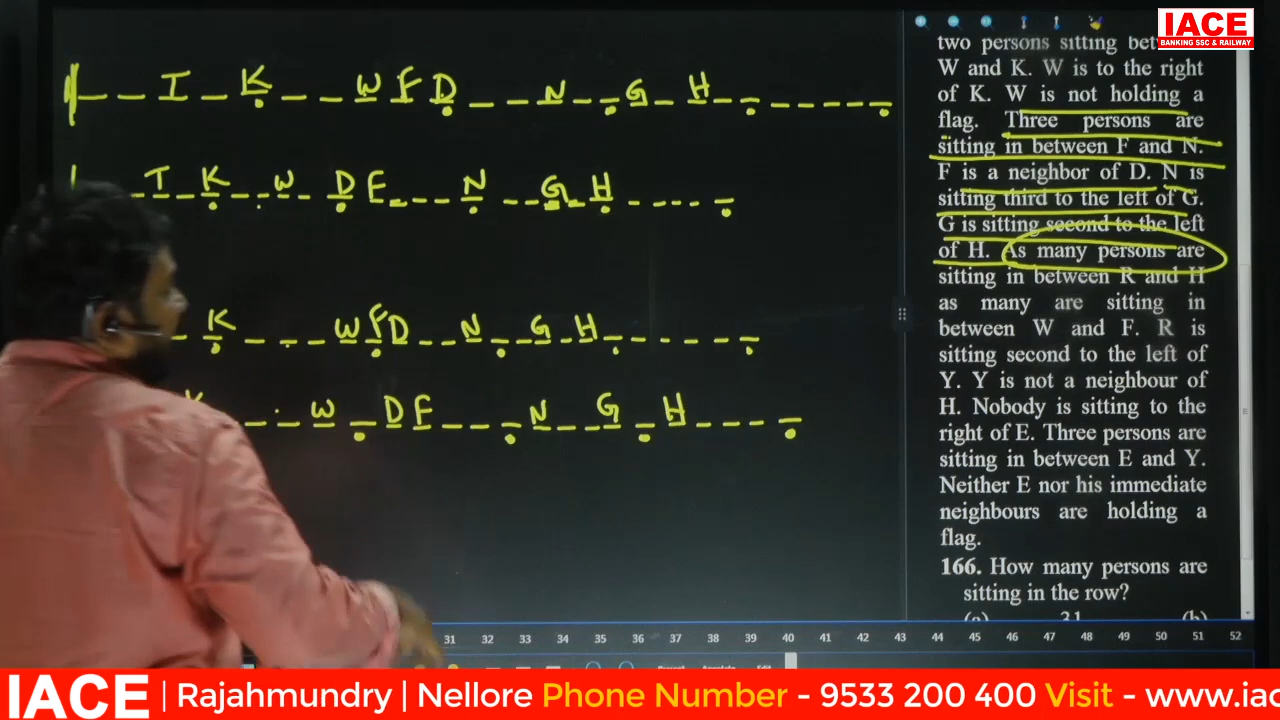 IACE
BANKING SSC & RAILWAY
I K W F D N G H
two persons sitting
W and K. W is to the right
of K. W is not holding a
flag. Three persons are
sitting in between F and N.
F is a neighbor of D. N is
sitting third to the left of G.
G is sitting second to the left
of H. As many persons are
sitting in between R and H
as many are sitting in
between W and F. R is
sitting second to the left of
Y. Y is not a neighbour of
H. Nobody is sitting to the
right of E. Three persons are
sitting in between E and Y.
Neither E nor his immediate
neighbours are holding a
flag.
166. How many persons are
sitting in the row?
I K W D F N G H
K W F D N G H
W D F N G H
31 32 33 34 35 36 37 38 39 40 41 42 43 44 45 46 47 48 49 50 51 52
IACE | Rajahmundry | Nellore Phone Number - 9533 200 400 Visit - www.iac